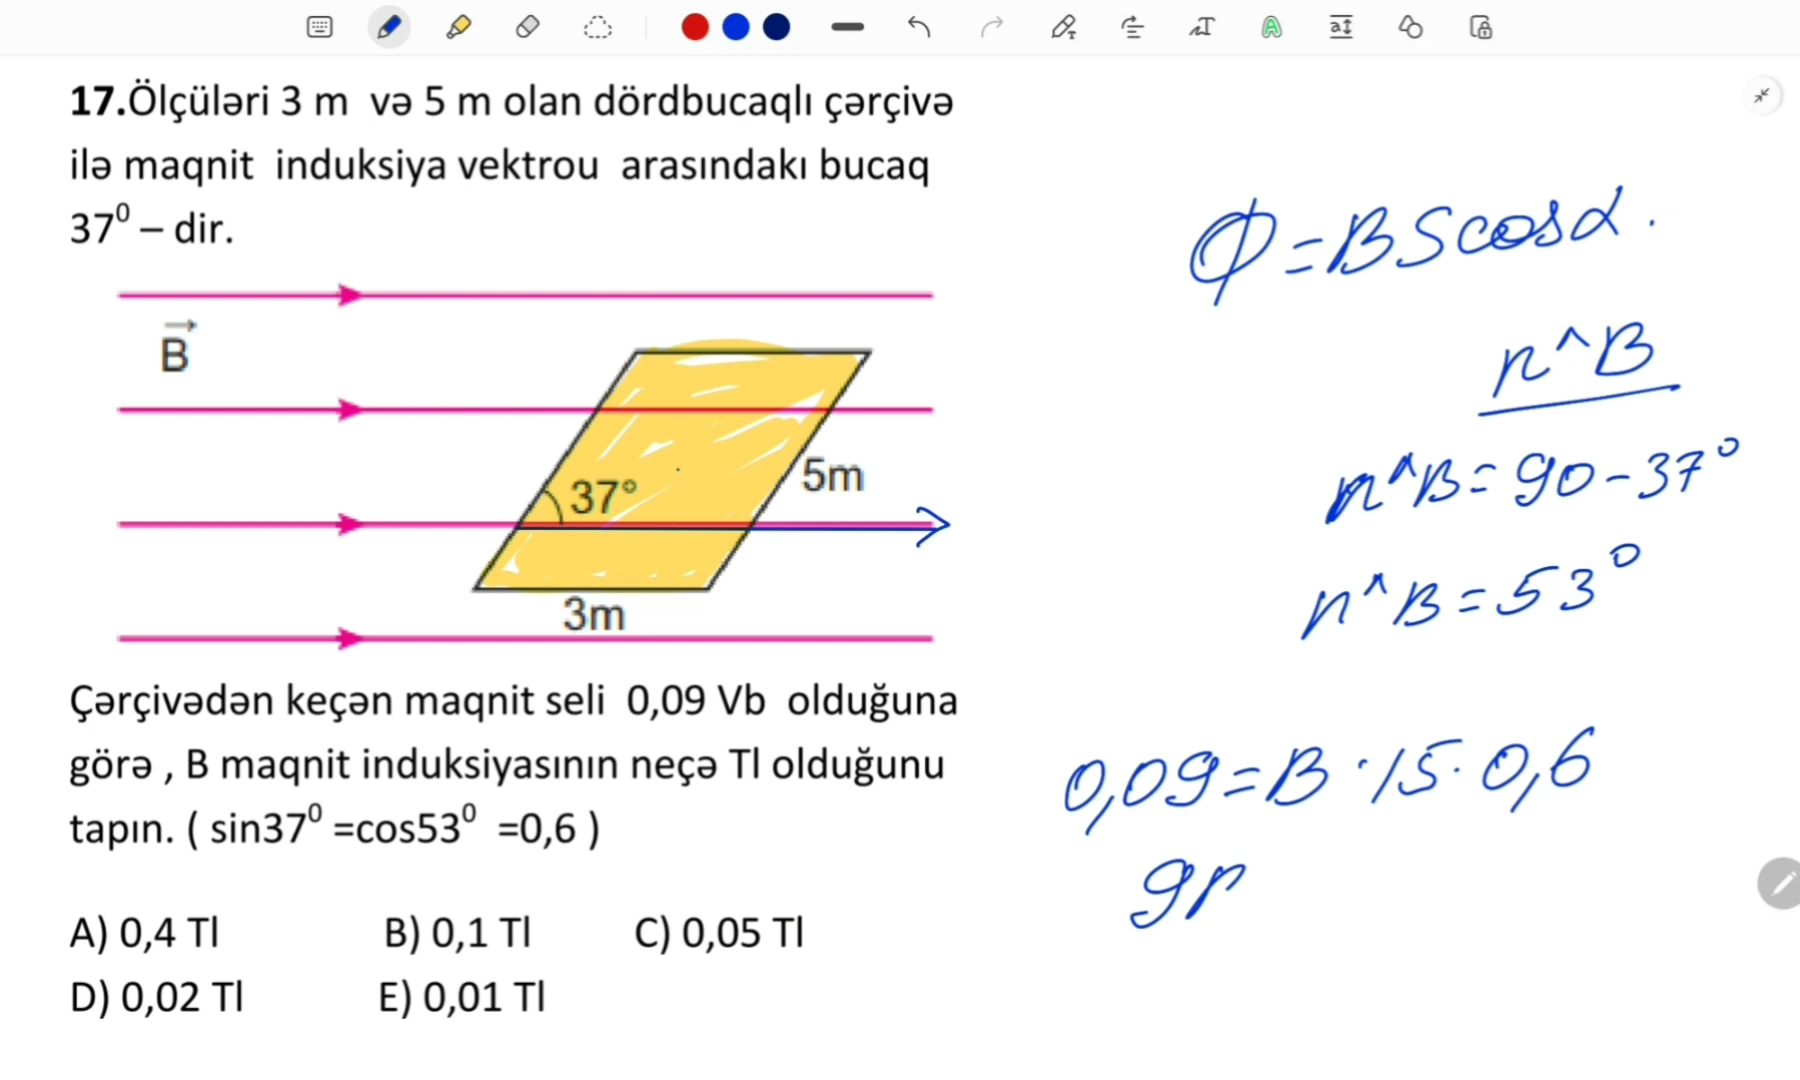 17.Ölçüləri 3 m və 5 m olan dördbucaqlı çərçivə
ilə maqnit induksiya vektrou arasındakı bucaq
37⁰ – dir.
B
37°
5m
3m
Çərçivədən keçən maqnit seli 0,09 Vb olduğuna
görə , B maqnit induksiyasının neçə Tl olduğunu
tapın. ( sin37⁰ =cos53⁰ =0,6 )
A) 0,4 Tl B) 0,1 Tl C) 0,05 Tl
D) 0,02 Tl E) 0,01 Tl
Φ=BScosα.
n^B
n^B=90-37°
n^B=53°
0,09=B·15·0,6